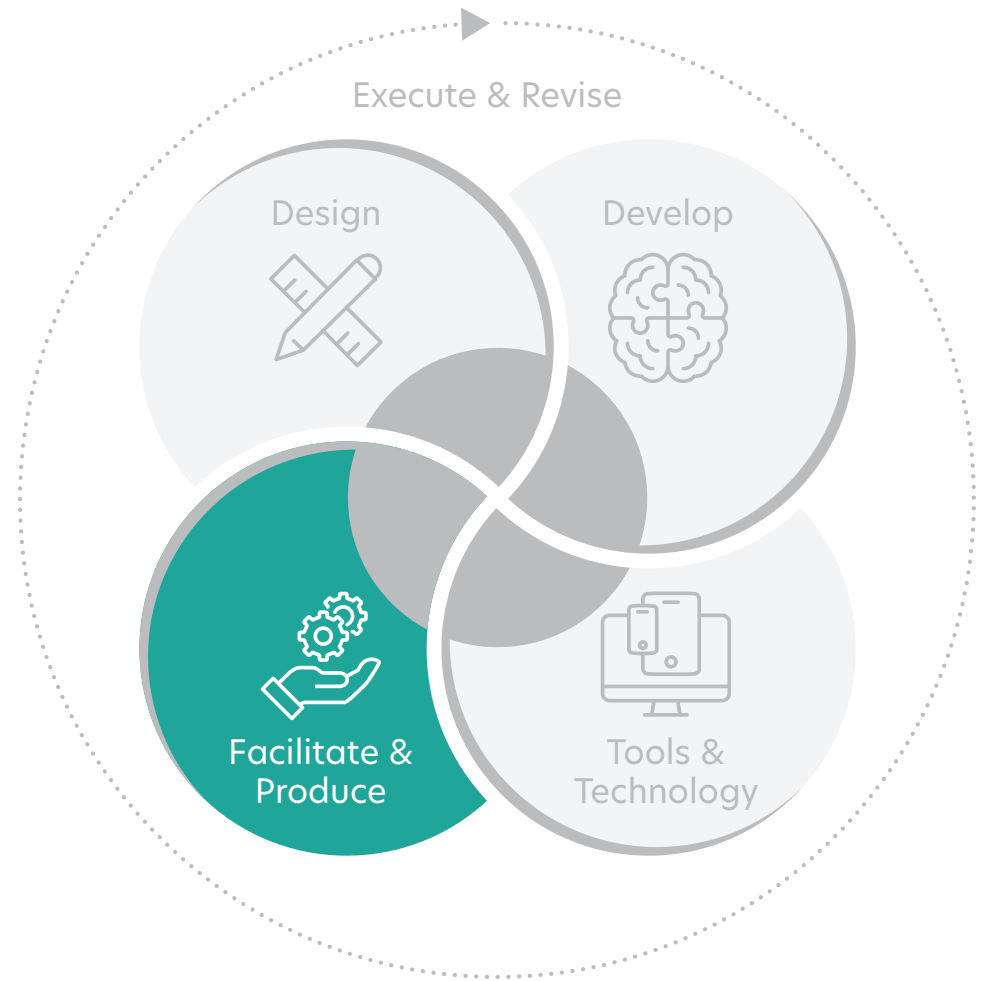 Execute & Revise
Design
Develop
Facilitate &
Produce
Tools &
Technology